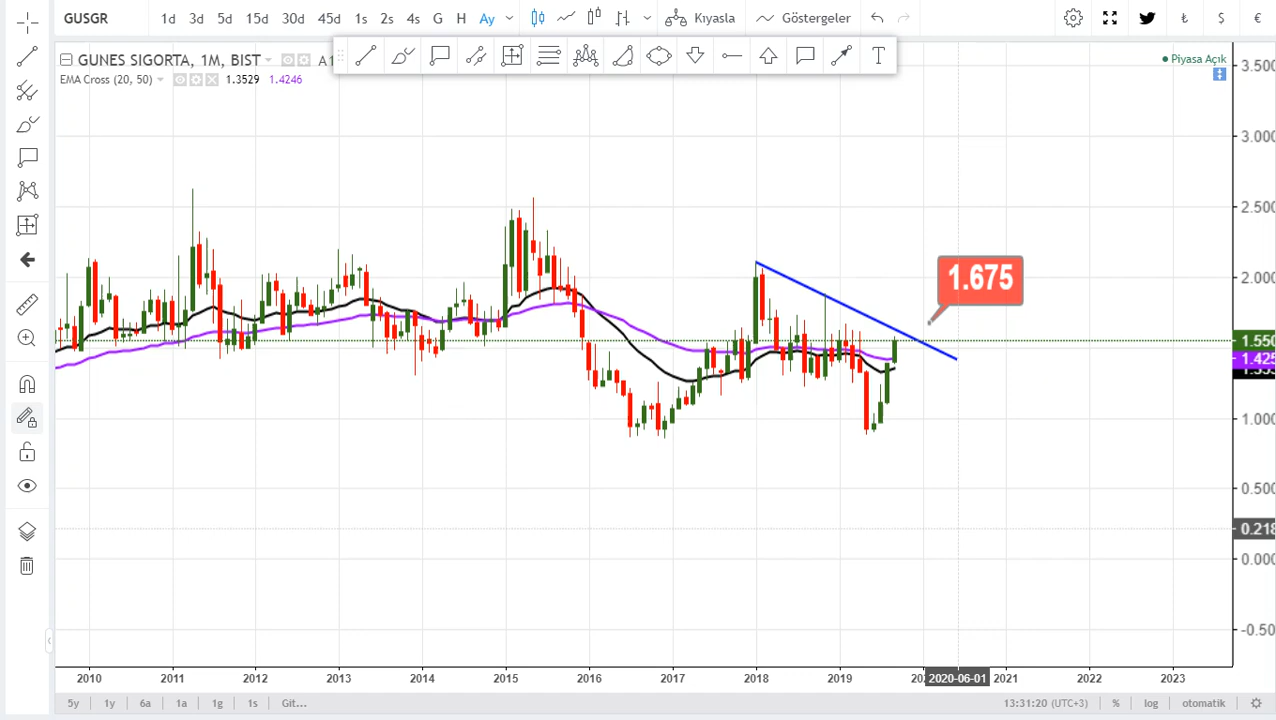 GUSGR 1d 3d 5d 15d 30d 45d 1s 2s 4s G H Ay Kıyasla Göstergeler ₺ $ €
GUNES SIGORTA, 1M, BIST
Piyasa Açık
EMA Cross (20, 50) 1.3529 1.4246
3.500
3.000
2.500
2.000
1.675
1.550
1.425
1.000
0.500
0.218
0.000
-0.50
2010 2011 2012 2013 2014 2015 2016 2017 2018 2019 2020-06-01 2021 2022 2023
5y 1y 6a 1a 1g 1s Git... 13:31:20 (UTC+3) % log otomatik